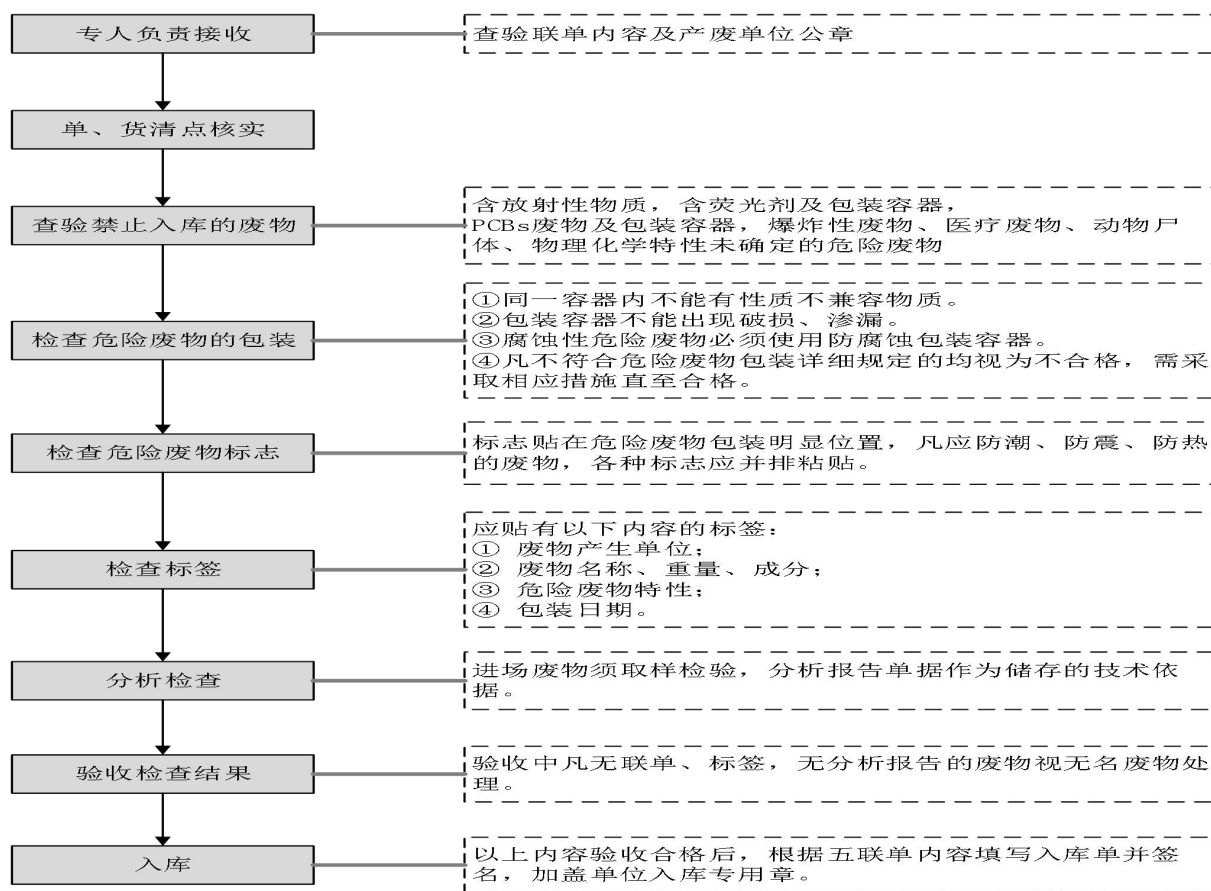 专人负责接收
查验联单内容及产废单位公章
单、货清点核实
查验禁止入库的废物
含放射性物质，含荧光剂及包装容器，
PCBs废物及包装容器，爆炸性废物、医疗废物、动物尸
体、物理化学特性未确定的危险废物
检查危险废物的包装
①同一容器内不能有性质不兼容物质。
②包装容器不能出现破损、渗漏。
③腐蚀性危险废物必须使用防腐蚀包装容器。
④凡不符合危险废物包装详细规定的均视为不合格，需采
取相应措施直至合格。
检查危险废物标志
标志贴在危险废物包装明显位置，凡应防潮、防震、防热
的废物，各种标志应并排粘贴。
检查标签
应贴有以下内容的标签：
① 废物产生单位；
② 废物名称、重量、成分；
③ 危险废物特性；
④ 包装日期。
分析检查
进场废物须取样检验，分析报告单据作为储存的技术依
据。
验收检查结果
验收中凡无联单、标签，无分析报告的废物视无名废物处
理。
入库
以上内容验收合格后，根据五联单内容填写入库单并签
名，加盖单位入库专用章。